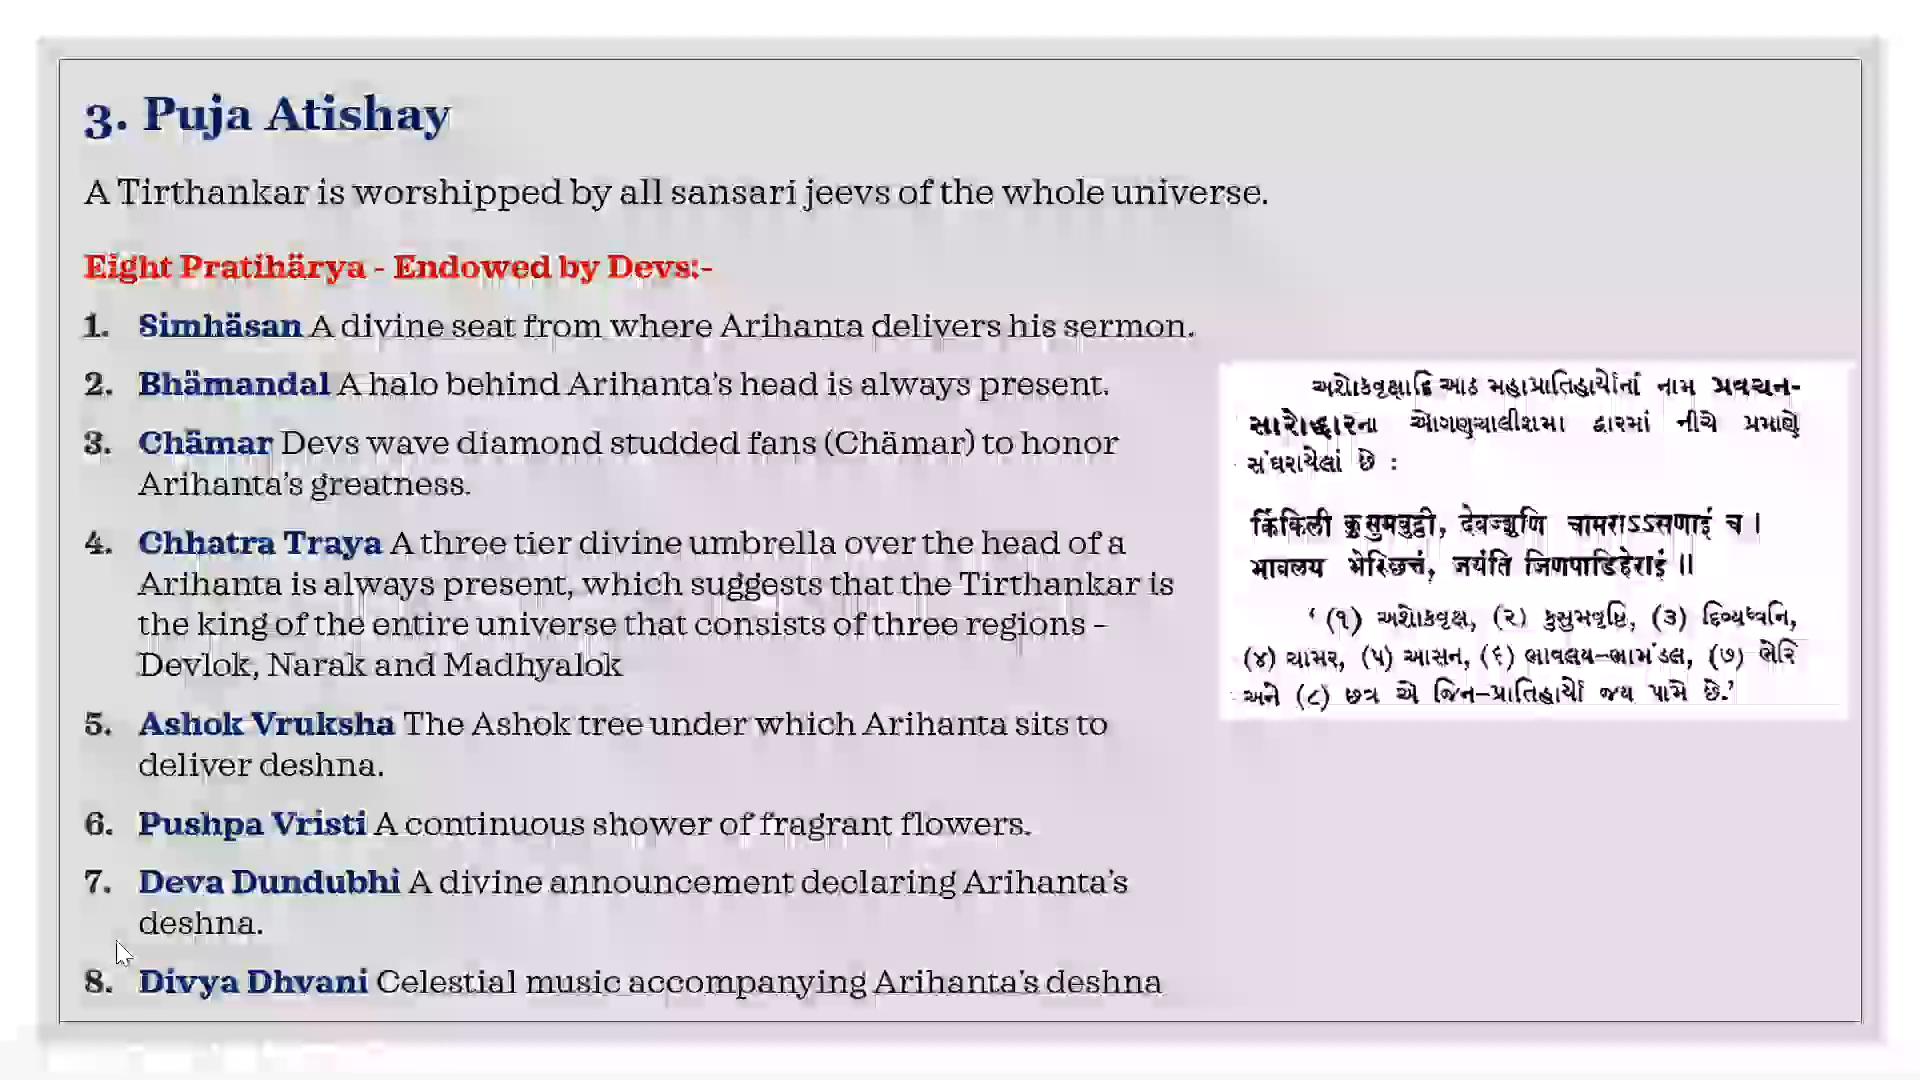 3. Puja Atishay
A Tirthankar is worshipped by all sansari jeevs of the whole universe.
Eight Pratihärya - Endowed by Devs:-
1. Simhäsan A divine seat from where Arihanta delivers his sermon.
2. Bhämandal A halo behind Arihanta's head is always present.
3. Chämar Devs wave diamond studded fans (Chämar) to honor
Arihanta's greatness.
4. Chhatra Traya A three tier divine umbrella over the head of a
Arihanta is always present, which suggests that the Tirthankar is
the king of the entire universe that consists of three regions –
Devlok, Narak and Madhyalok
5. Ashok Vruksha The Ashok tree under which Arihanta sits to
deliver deshna.
6. Pushpa Vristi A continuous shower of fragrant flowers.
7. Deva Dundubhi A divine announcement declaring Arihanta's
deshna.
8. Divya Dhvani Celestial music accompanying Arihanta's deshna
અશોકવૃક્ષાદિ આઠ મહાપ્રાતિહાર્યોનાં નામ પ્રવચન-
સારોદ્ધારના ઓગણચાલીશમા દ્વારમાં નીચે પ્રમાણે
સંઘરાયેલાં છે :
किंकिली कुसुमवुट्ठी, देवज्झुणि चामराऽऽसणाइं च ।
भावलय भेरिछत्तं, जयंति जिणपाडिहेराइं ॥
‘ (૧) અશોકવૃક્ષ, (૨) કુસુમવૃષ્ટિ, (૩) દિવ્યધ્વનિ,
(૪) ચામર, (૫) આસન, (૬) ભાવલય–ભામંડલ, (૭) ભેરિ
અને (૮) છત્ર એ જિન–પ્રાતિહાર્યો જય પામે છે.’